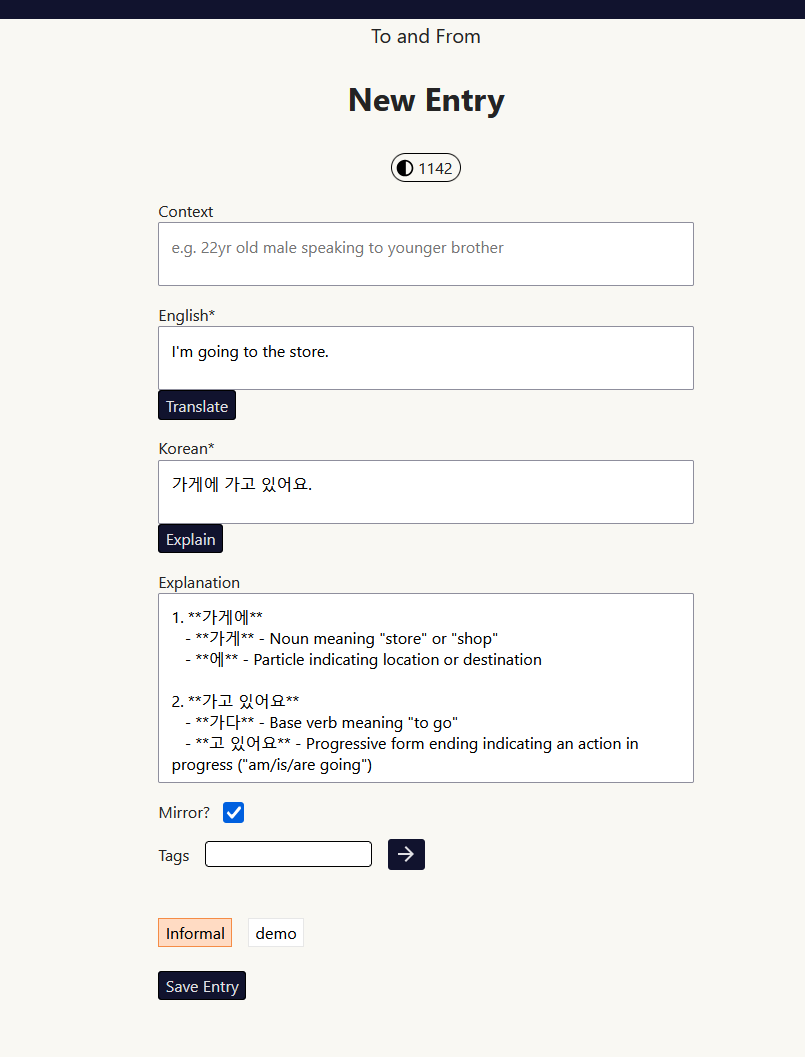 To and From
New Entry
1142
Context
e.g. 22yr old male speaking to younger brother
English*
I'm going to the store.
Translate
Korean*
가게에 가고 있어요.
Explain
Explanation
1. **가게에**
- **가게** - Noun meaning "store" or "shop"
- **에** - Particle indicating location or destination
2. **가고 있어요**
- **가다** - Base verb meaning "to go"
- **고 있어요** - Progressive form ending indicating an action in
progress ("am/is/are going")
Mirror?
Tags
Informal demo
Save Entry